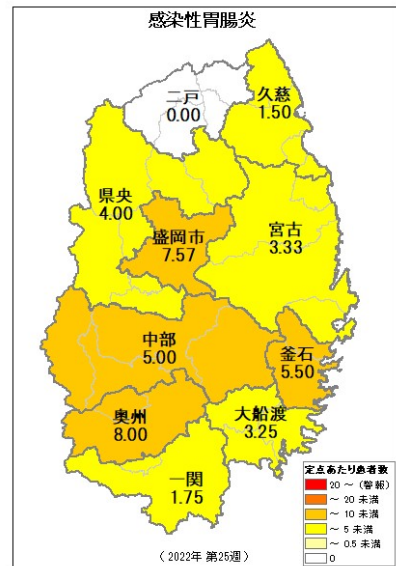 感染性胃腸炎
二戸
0.00
久慈
1.50
県央
4.00
盛岡市
7.57
宮古
3.33
中部
5.00
釜石
5.50
奥州
8.00
大船渡
3.25
一関
1.75
定点あたり患者数
20 ~ (警報)
~ 20 未満
~ 10 未満
~ 5 未満
~ 0.5 未満
0
(2022年 第25週)